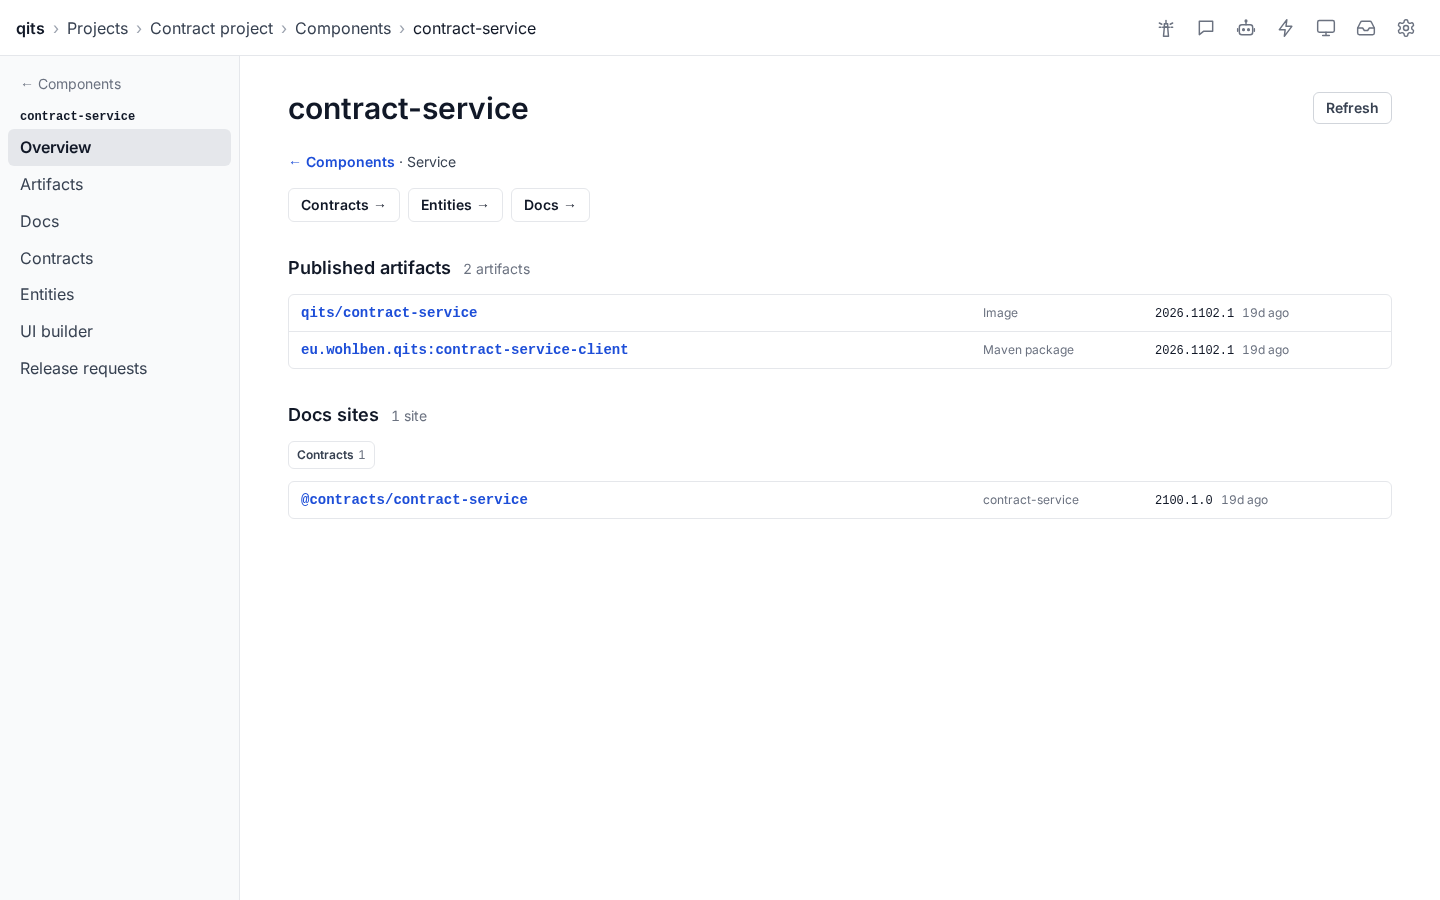 qits › Projects › Contract project › Components › contract-service
← Components
contract-service
Overview
Artifacts
Docs
Contracts
Entities
UI builder
Release requests
contract-service
Refresh
← Components · Service
Contracts →
Entities →
Docs →
Published artifacts 2 artifacts
qits/contract-service Image 2026.1102.1 19d ago
eu.wohlben.qits:contract-service-client Maven package 2026.1102.1 19d ago
Docs sites 1 site
Contracts 1
@contracts/contract-service contract-service 2100.1.0 19d ago